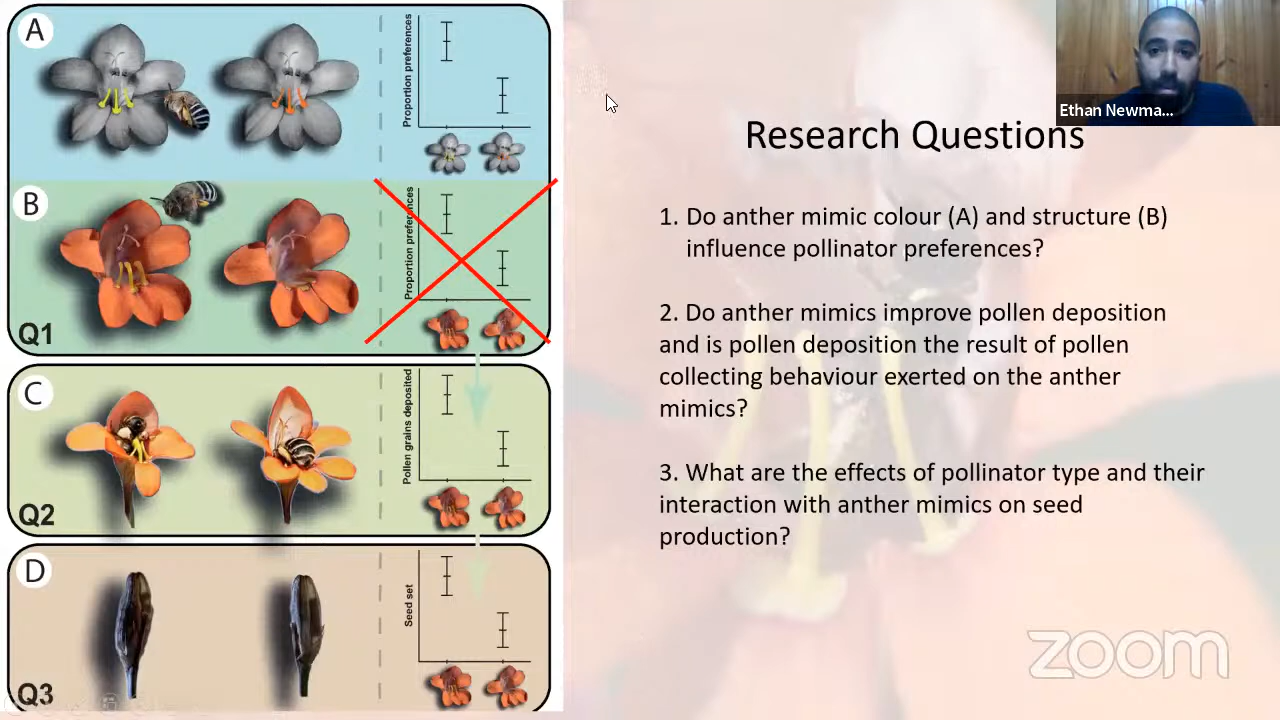 A
Proportion preferences
B
Proportion preferences
Q1
C
Pollen grains deposited
Q2
D
Seed set
Q3
Ethan Newma...
Research Questions
1. Do anther mimic colour (A) and structure (B)
influence pollinator preferences?
2. Do anther mimics improve pollen deposition
and is pollen deposition the result of pollen
collecting behaviour exerted on the anther
mimics?
3. What are the effects of pollinator type and their
interaction with anther mimics on seed
production?
zoom